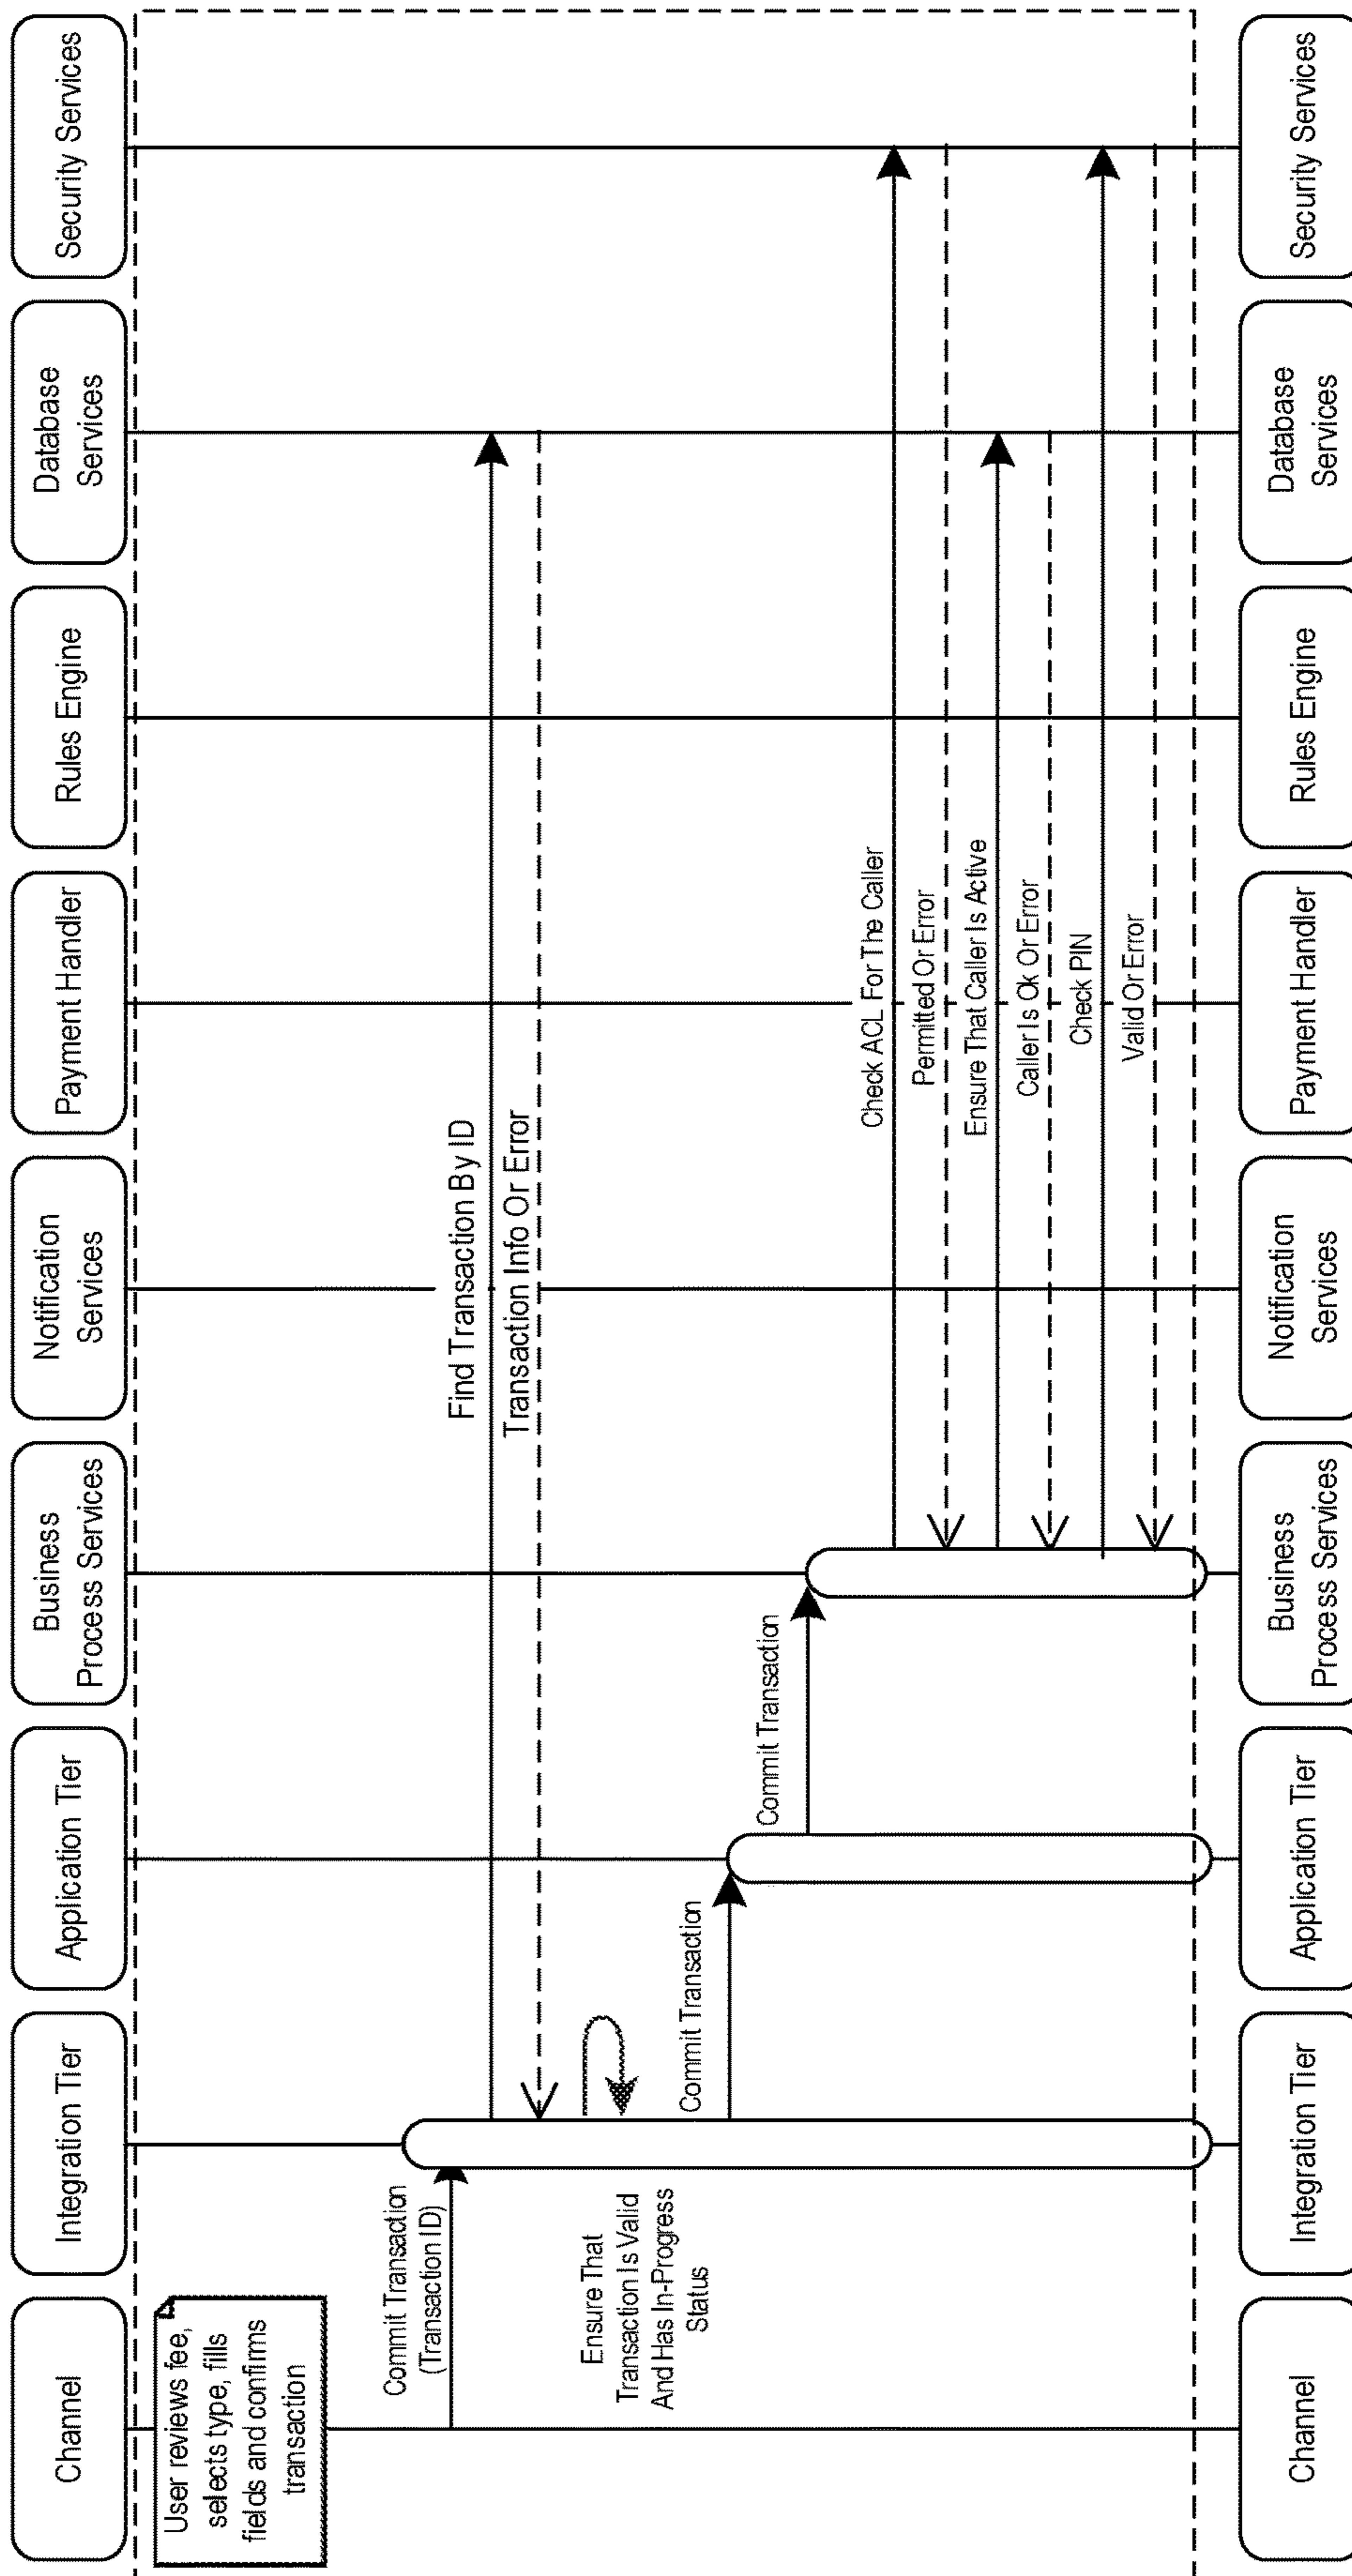 Channel
Integration Tier
Application Tier
Business
Process Services
Notification
Services
Payment Handler
Rules Engine
Database
Services
Security Services
User reviews fee,
selects type, fills
fields and confirms
transaction
Commit Transaction
(Transaction ID)
Find Transaction By ID
Transaction Info Or Error
Ensure That
Transaction Is Valid
And Has In-Progress
Status
Commit Transaction
Commit Transaction
Check ACL For The Caller
Permitted Or Error
Ensure That Caller Is Active
Caller Is Ok Or Error
Check PIN
Valid Or Error
Channel
Integration Tier
Application Tier
Business
Process Services
Notification
Services
Payment Handler
Rules Engine
Database
Services
Security Services